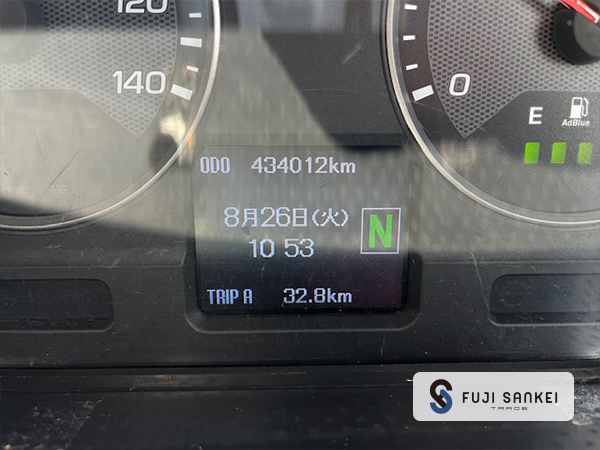 120
140
0
E
AdBlue
ODO 434012km
8月26日(火)
10 53
N
TRIP A 32.8km
FUJI SANKEI
TRADE